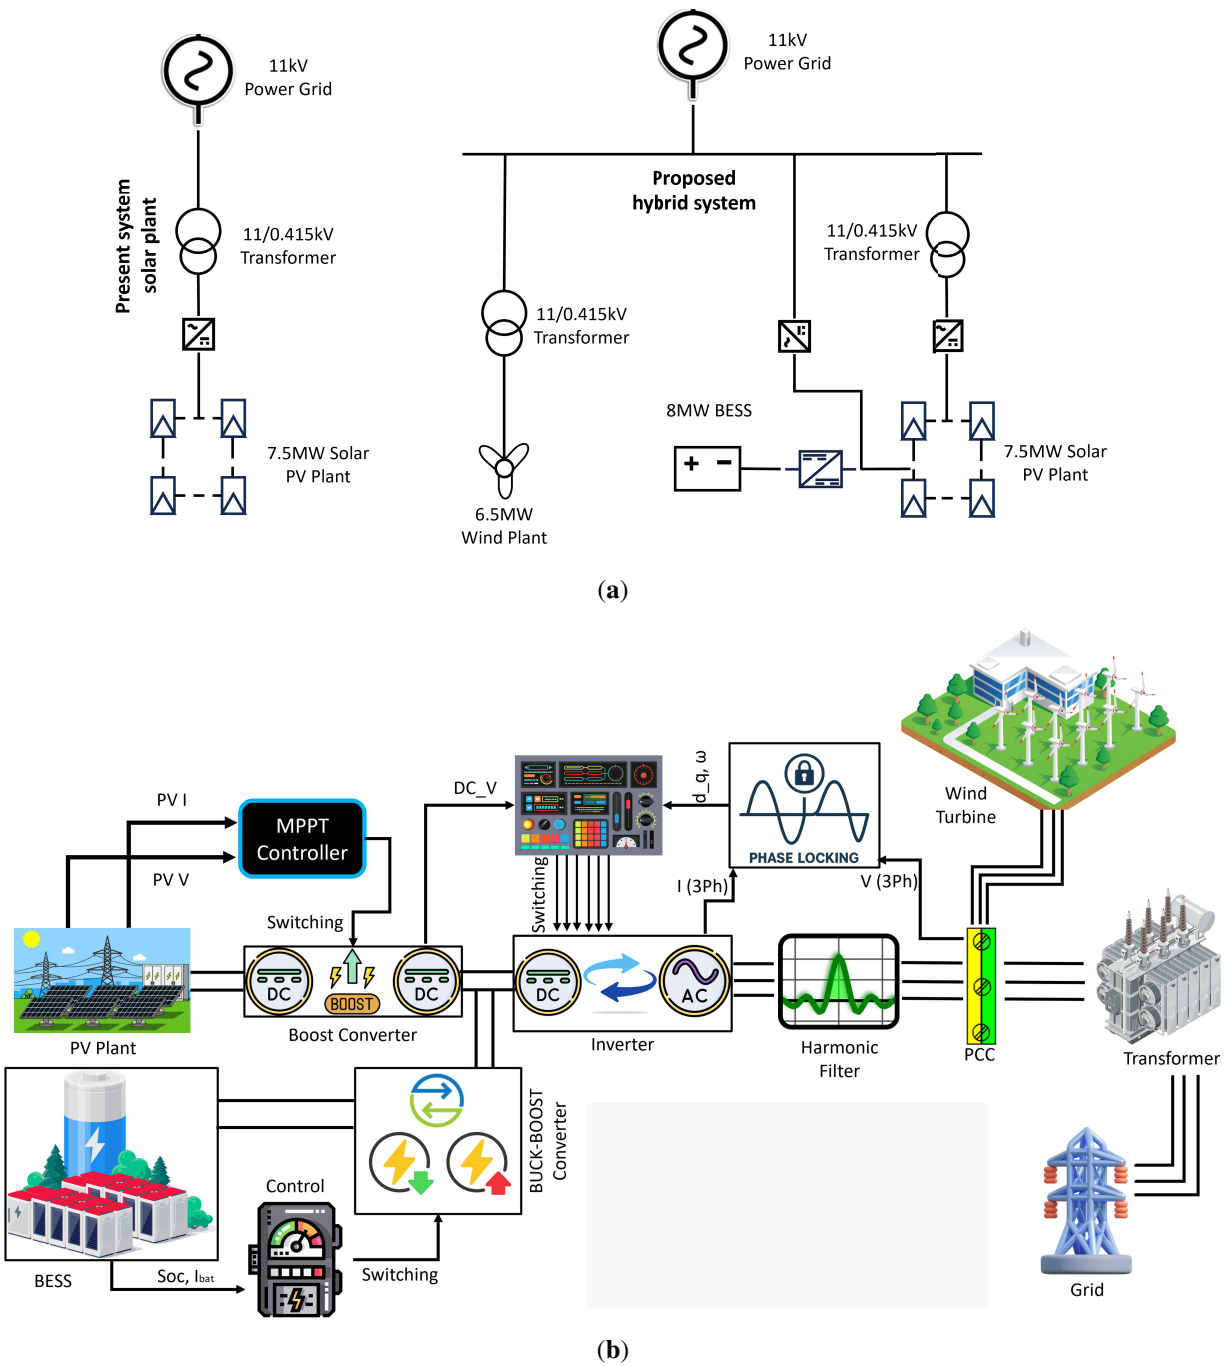 11kV
Power Grid
11kV
Power Grid
Present system
solar plant
11/0.415kV
Transformer
7.5MW Solar
PV Plant
Proposed
hybrid system
11/0.415kV
Transformer
11/0.415kV
Transformer
8MW BESS
7.5MW Solar
PV Plant
6.5MW
Wind Plant
(a)
PV I
PV V
MPPT
Controller
Switching
DC_V
Switching
d_q, ω
PHASE LOCKING
I (3Ph)
V (3Ph)
Wind
Turbine
PV Plant
DC
BOOST
DC
Boost Converter
DC
AC
Inverter
Harmonic
Filter
PCC
Transformer
BUCK-BOOST
Converter
Control
BESS
Soc, Ibat
Switching
Grid
(b)